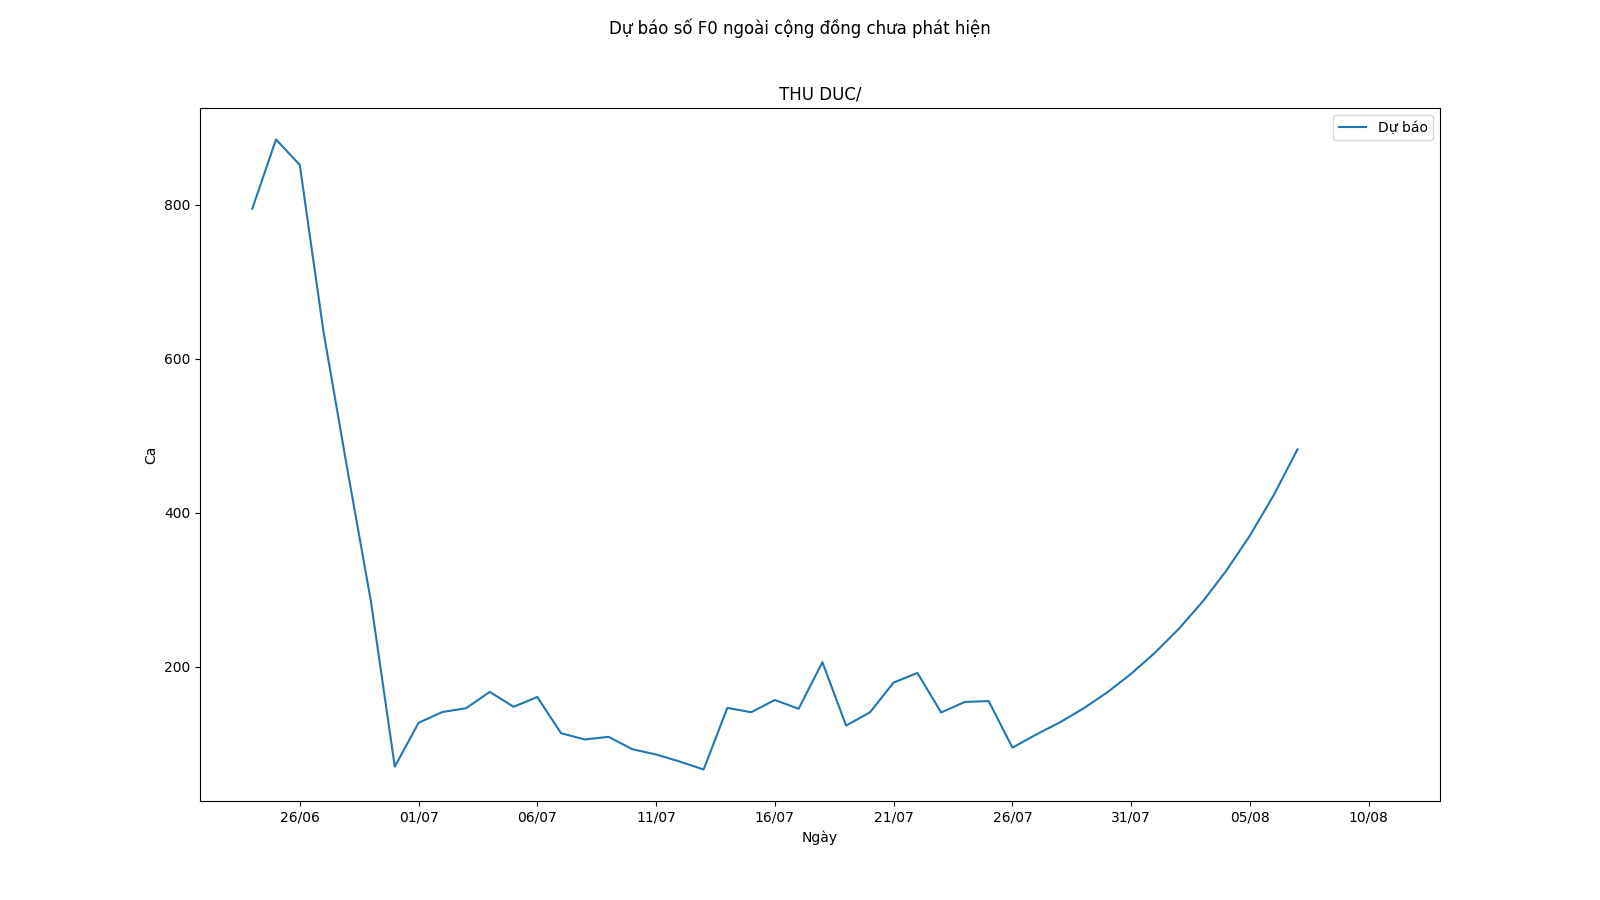 Dự báo số F0 ngoài cộng đồng chưa phát hiện
THU DUC/
Dự báo
800
600
400
200
Ca
26/06 01/07 06/07 11/07 16/07 21/07 26/07 31/07 05/08 10/08
Ngày